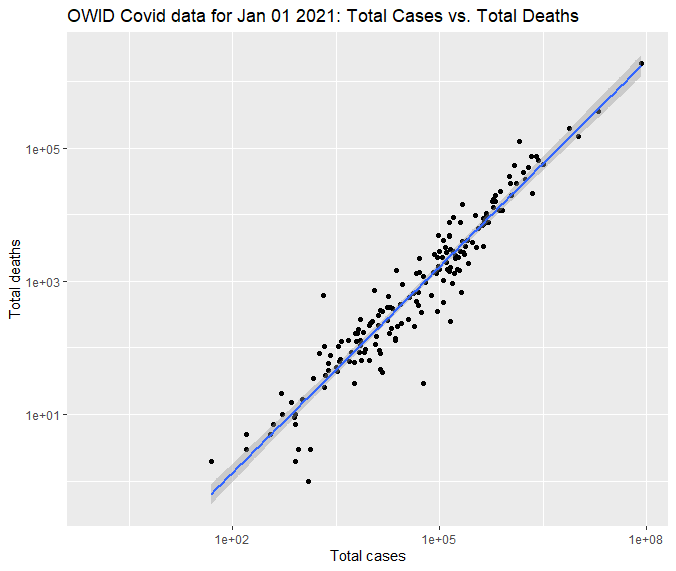 OWID Covid data for Jan 01 2021: Total Cases vs. Total Deaths
1e+05
1e+03
1e+01
Total deaths
1e+02
1e+05
1e+08
Total cases